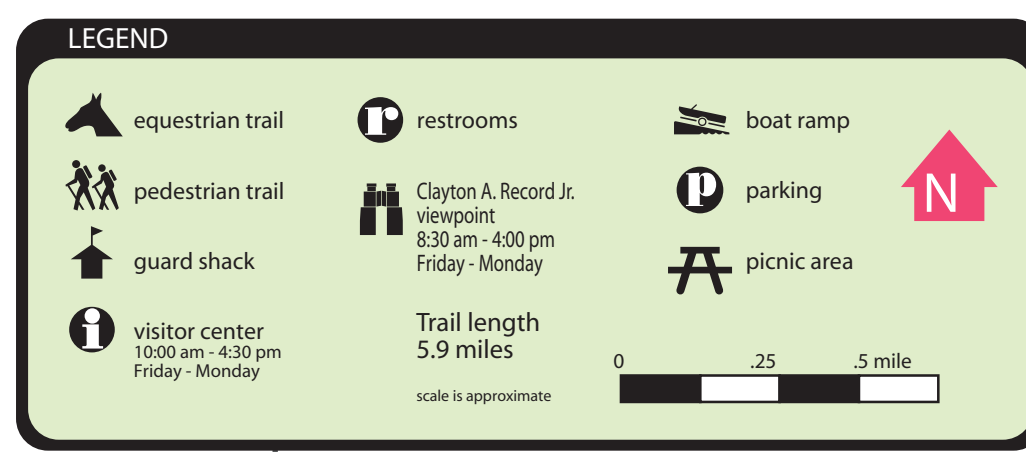 LEGEND
equestrian trail
pedestrian trail
guard shack
i
visitor center
10:00 am - 4:30 pm
Friday - Monday
r
restrooms
Clayton A. Record Jr.
viewpoint
8:30 am - 4:00 pm
Friday - Monday
Trail length
5.9 miles
scale is approximate
boat ramp
p
parking
picnic area
0 .25 .5 mile
N